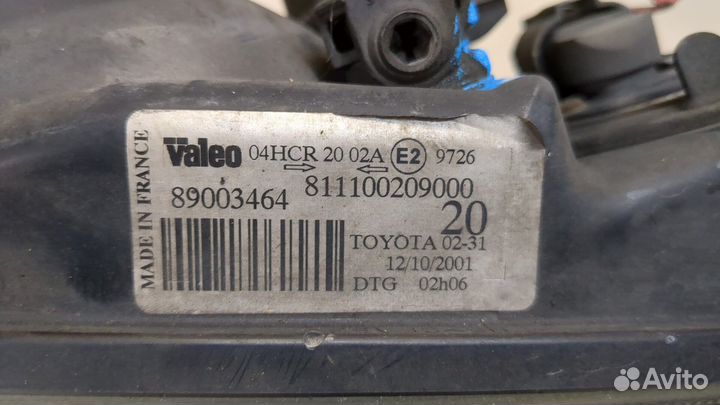 MADE IN FRANCE
Valeo 04HCR 20 02A E2 9726
89003464 811100209000
20
TOYOTA 02-31
12/10/2001
DTG 02h06
Avito